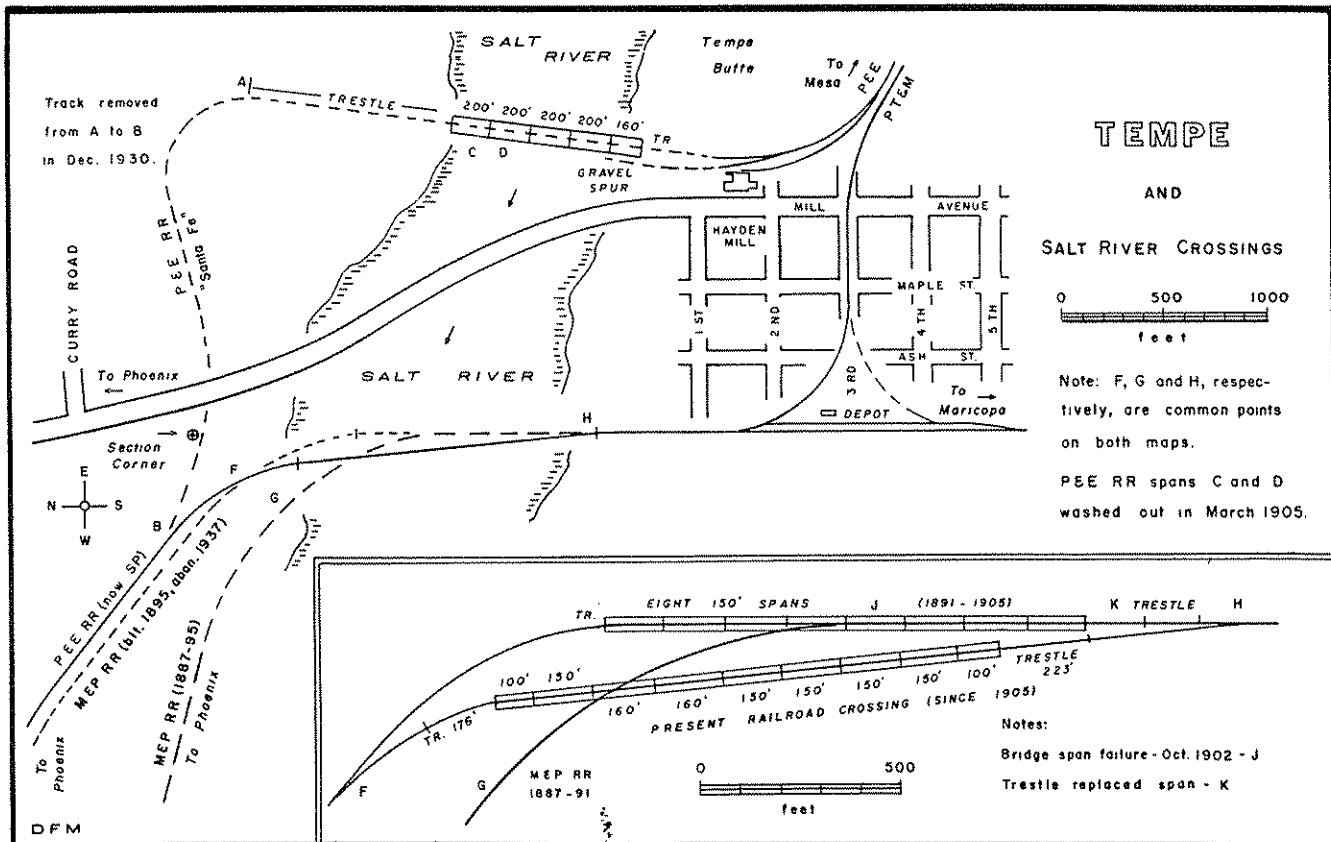 SALT
RIVER
Tempe
Butte
To
Mesa
P&E
PT&M
A
TRESTLE
200' 200' 200' 200' 160'
TR
C D
GRAVEL
SPUR
Track removed
from A to B
in Dec. 1930.
P&E RR
"Santa Fe"
CURRY ROAD
To Phoenix
Section
Corner
E
N S
W
B
F
G
H
SALT RIVER
HAYDEN
MILL
MILL AVENUE
MAPLE ST.
ASH ST.
1 ST
2 ND
3 RD
4 TH
5 TH
DEPOT
To
Maricopa
P&E RR (now SP)
MEP RR (blt. 1895, aban. 1937)
MEP RR (1887-95)
To Phoenix
To
Phoenix
DFM
TEMPE
AND
SALT RIVER CROSSINGS
0 500 1000
feet
Note: F, G and H, respec-
tively, are common points
on both maps.
P&E RR spans C and D
washed out in March 1905.
TR.
EIGHT 150' SPANS J (1891-1905)
K TRESTLE H
100' 150'
160' 160' 150' 150' 150' 150' 100'
TRESTLE
223'
PRESENT RAILROAD CROSSING (SINCE 1905)
TR. 176'
F
G
M&P RR
1887-91
0 500
feet
Notes:
Bridge span failure - Oct. 1902 - J
Trestle replaced span - K